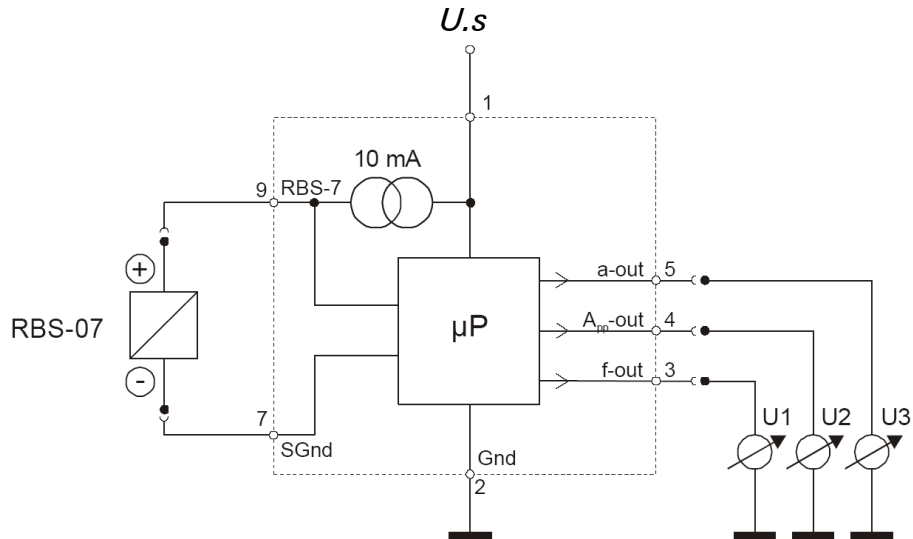 U.s
1
10 mA
9 RBS-7
a-out 5
+
RBS-07
µP
App-out 4
-
f-out 3
7
SGnd
U1 U2 U3
Gnd
2